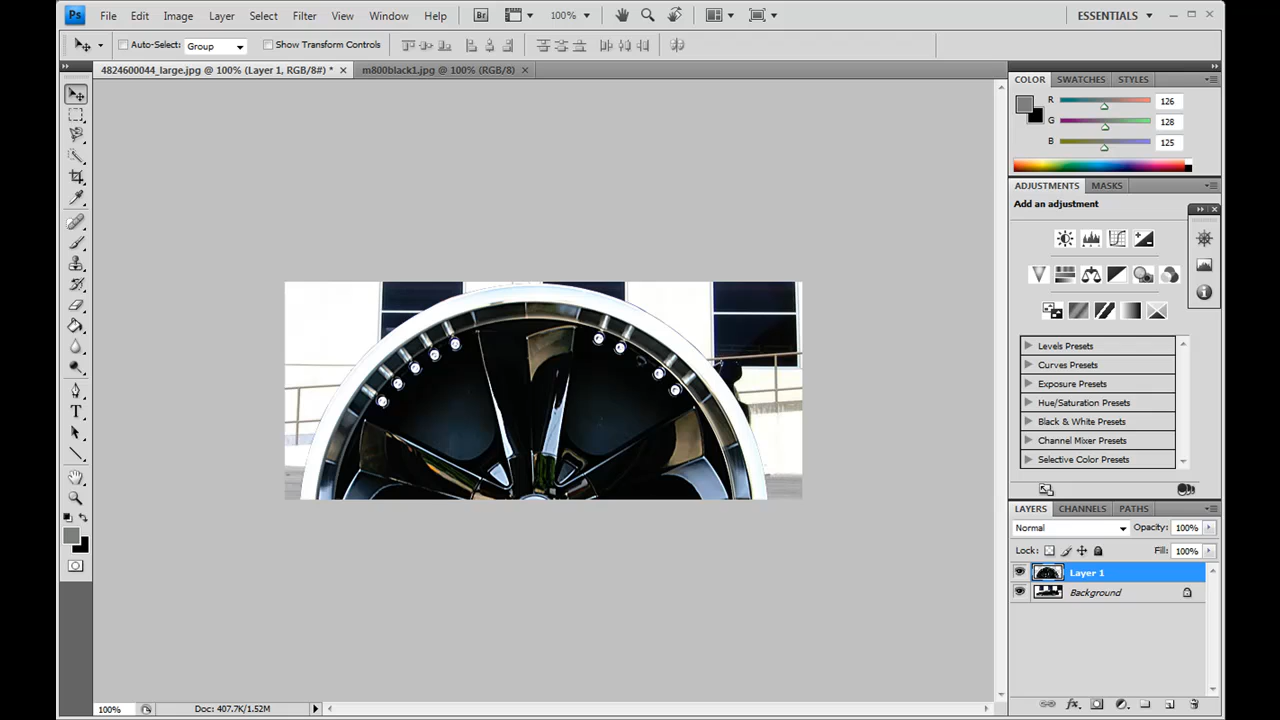 Ps File Edit Image Layer Select Filter View Window Help Br 100% ESSENTIALS
Auto-Select: Group Show Transform Controls
4824600044_large.jpg @ 100% (Layer 1, RGB/8#) * m800black1.jpg @ 100% (RGB/8)
COLOR SWATCHES STYLES
R 126
G 128
B 125
ADJUSTMENTS MASKS
Add an adjustment
Levels Presets
Curves Presets
Exposure Presets
Hue/Saturation Presets
Black & White Presets
Channel Mixer Presets
Selective Color Presets
LAYERS CHANNELS PATHS
Normal Opacity: 100%
Lock: Fill: 100%
Layer 1
Background
T
fx
100% Doc: 407.7K/1.52M